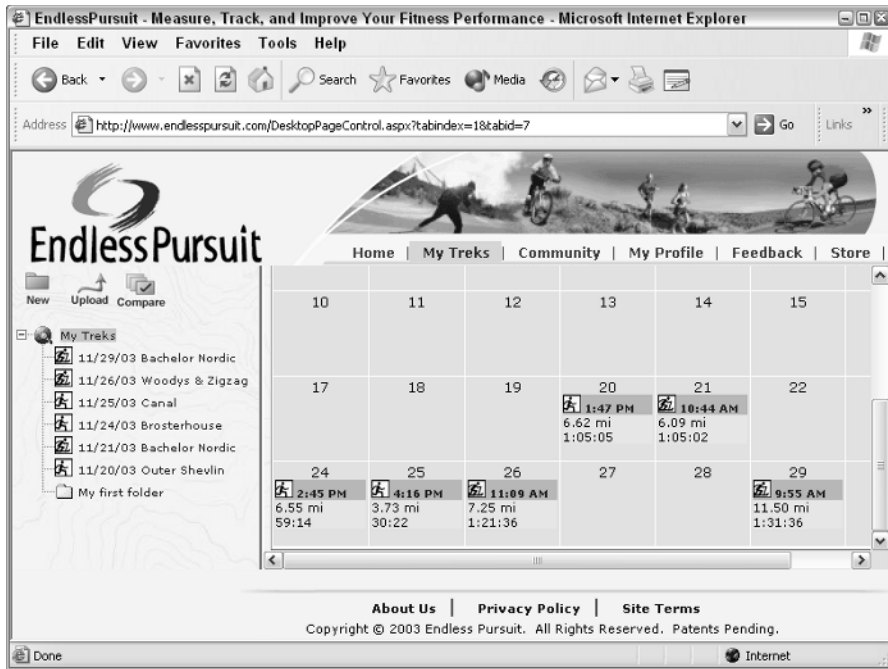 EndlessPursuit - Measure, Track, and Improve Your Fitness Performance - Microsoft Internet Explorer
File Edit View Favorites Tools Help
Back Search Favorites Media
Address http://www.endlesspursuit.com/DesktopPageControl.aspx?tabindex=1&tabid=7 Go Links »
EndlessPursuit
Home | My Treks | Community | My Profile | Feedback | Store |
New Upload Compare
My Treks
11/29/03 Bachelor Nordic
11/26/03 Woodys & Zigzag
11/25/03 Canal
11/24/03 Brosterhouse
11/21/03 Bachelor Nordic
11/20/03 Outer Shevlin
My first folder
10 11 12 13 14 15
17 18 19 20 21 22
1:47 PM 10:44 AM
6.62 mi 6.09 mi
1:05:05 1:05:02
24 25 26 27 28 29
2:45 PM 4:16 PM 11:09 AM 9:55 AM
6.55 mi 3.73 mi 7.25 mi 11.50 mi
59:14 30:22 1:21:36 1:31:36
About Us | Privacy Policy | Site Terms
Copyright © 2003 Endless Pursuit. All Rights Reserved. Patents Pending.
Done Internet